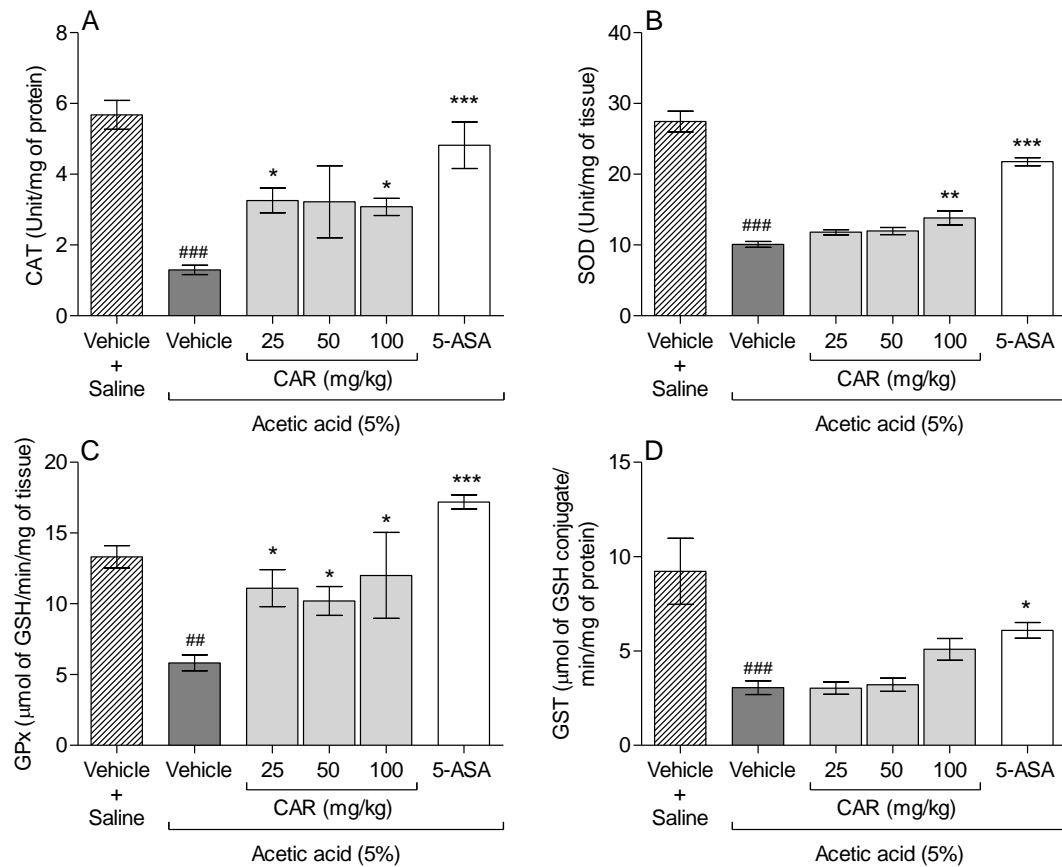 A
CAT (Unit/mg of protein)
8
6
4
2
0
###
*
*
***
Vehicle
+
Saline
Vehicle
25
50
100
5-ASA
CAR (mg/kg)
Acetic acid (5%)
B
SOD (Unit/mg of tissue)
40
30
20
10
0
###
**
***
Vehicle
+
Saline
Vehicle
25
50
100
5-ASA
CAR (mg/kg)
Acetic acid (5%)
C
GPx (µmol of GSH/min/mg of tissue)
20
15
10
5
0
##
*
*
*
***
Vehicle
+
Saline
Vehicle
25
50
100
5-ASA
CAR (mg/kg)
Acetic acid (5%)
D
GST (µmol of GSH conjugate/
min/mg of protein)
15
10
5
0
###
*
Vehicle
+
Saline
Vehicle
25
50
100
5-ASA
CAR (mg/kg)
Acetic acid (5%)